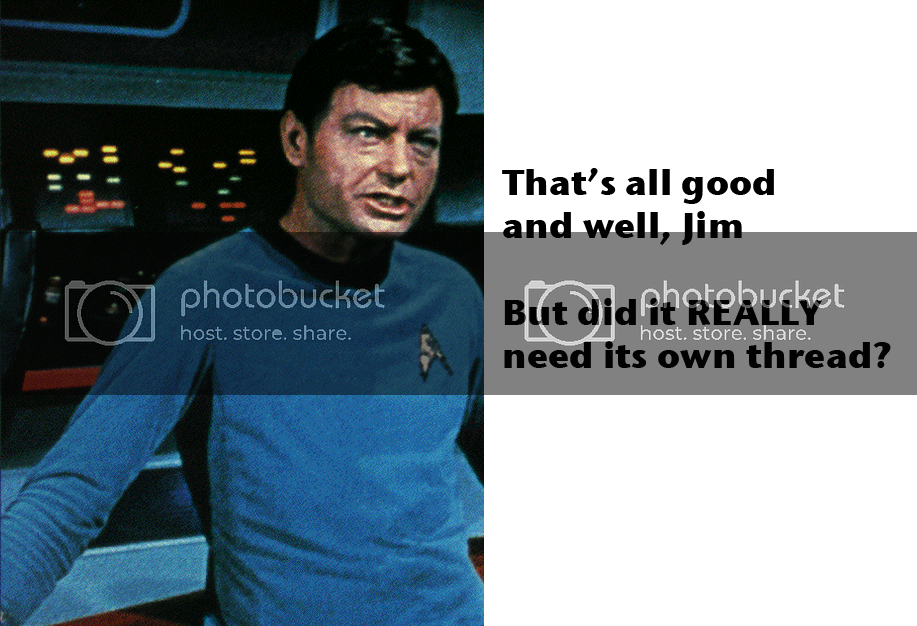 That's all good
and well, Jim
photobucket
host. store. share.
photobucket
host. store. share.
But did it REALLY
need its own thread?